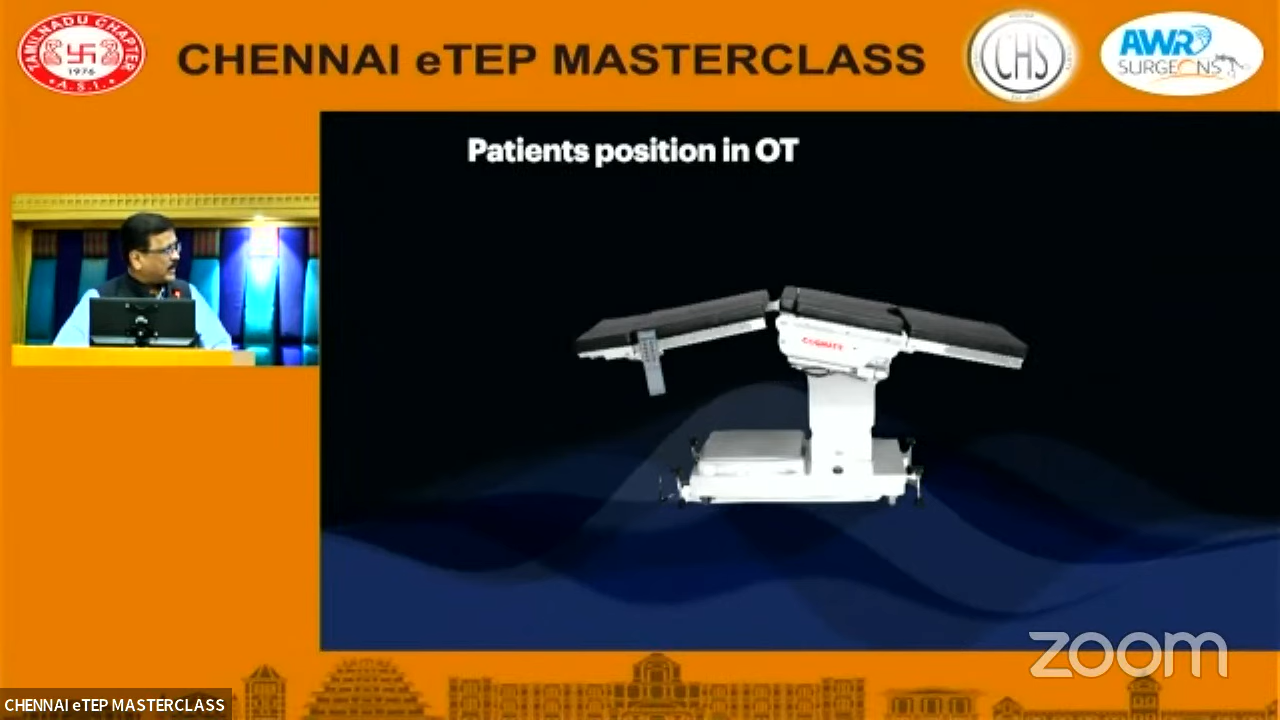 TAMILNADU CHAPTER
1976
A.S.I.
CHENNAI eTEP MASTERCLASS
CHS
AWR
SURGEONS
Patients position in OT
zoom
CHENNAI eTEP MASTERCLASS